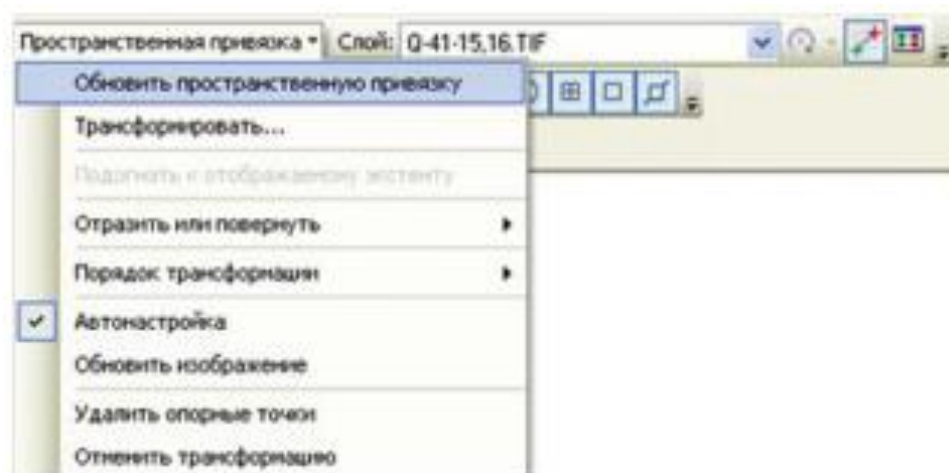 Пространственная привязка Слой: Q-41-15,16.TIF
Обновить пространственную привязку
Трансформировать...
Подогнать к отображаемому экстенту
Отразить или повернуть
Порядок трансформации
Автонастройка
Обновить изображение
Удалить опорные точки
Отменить трансформацию